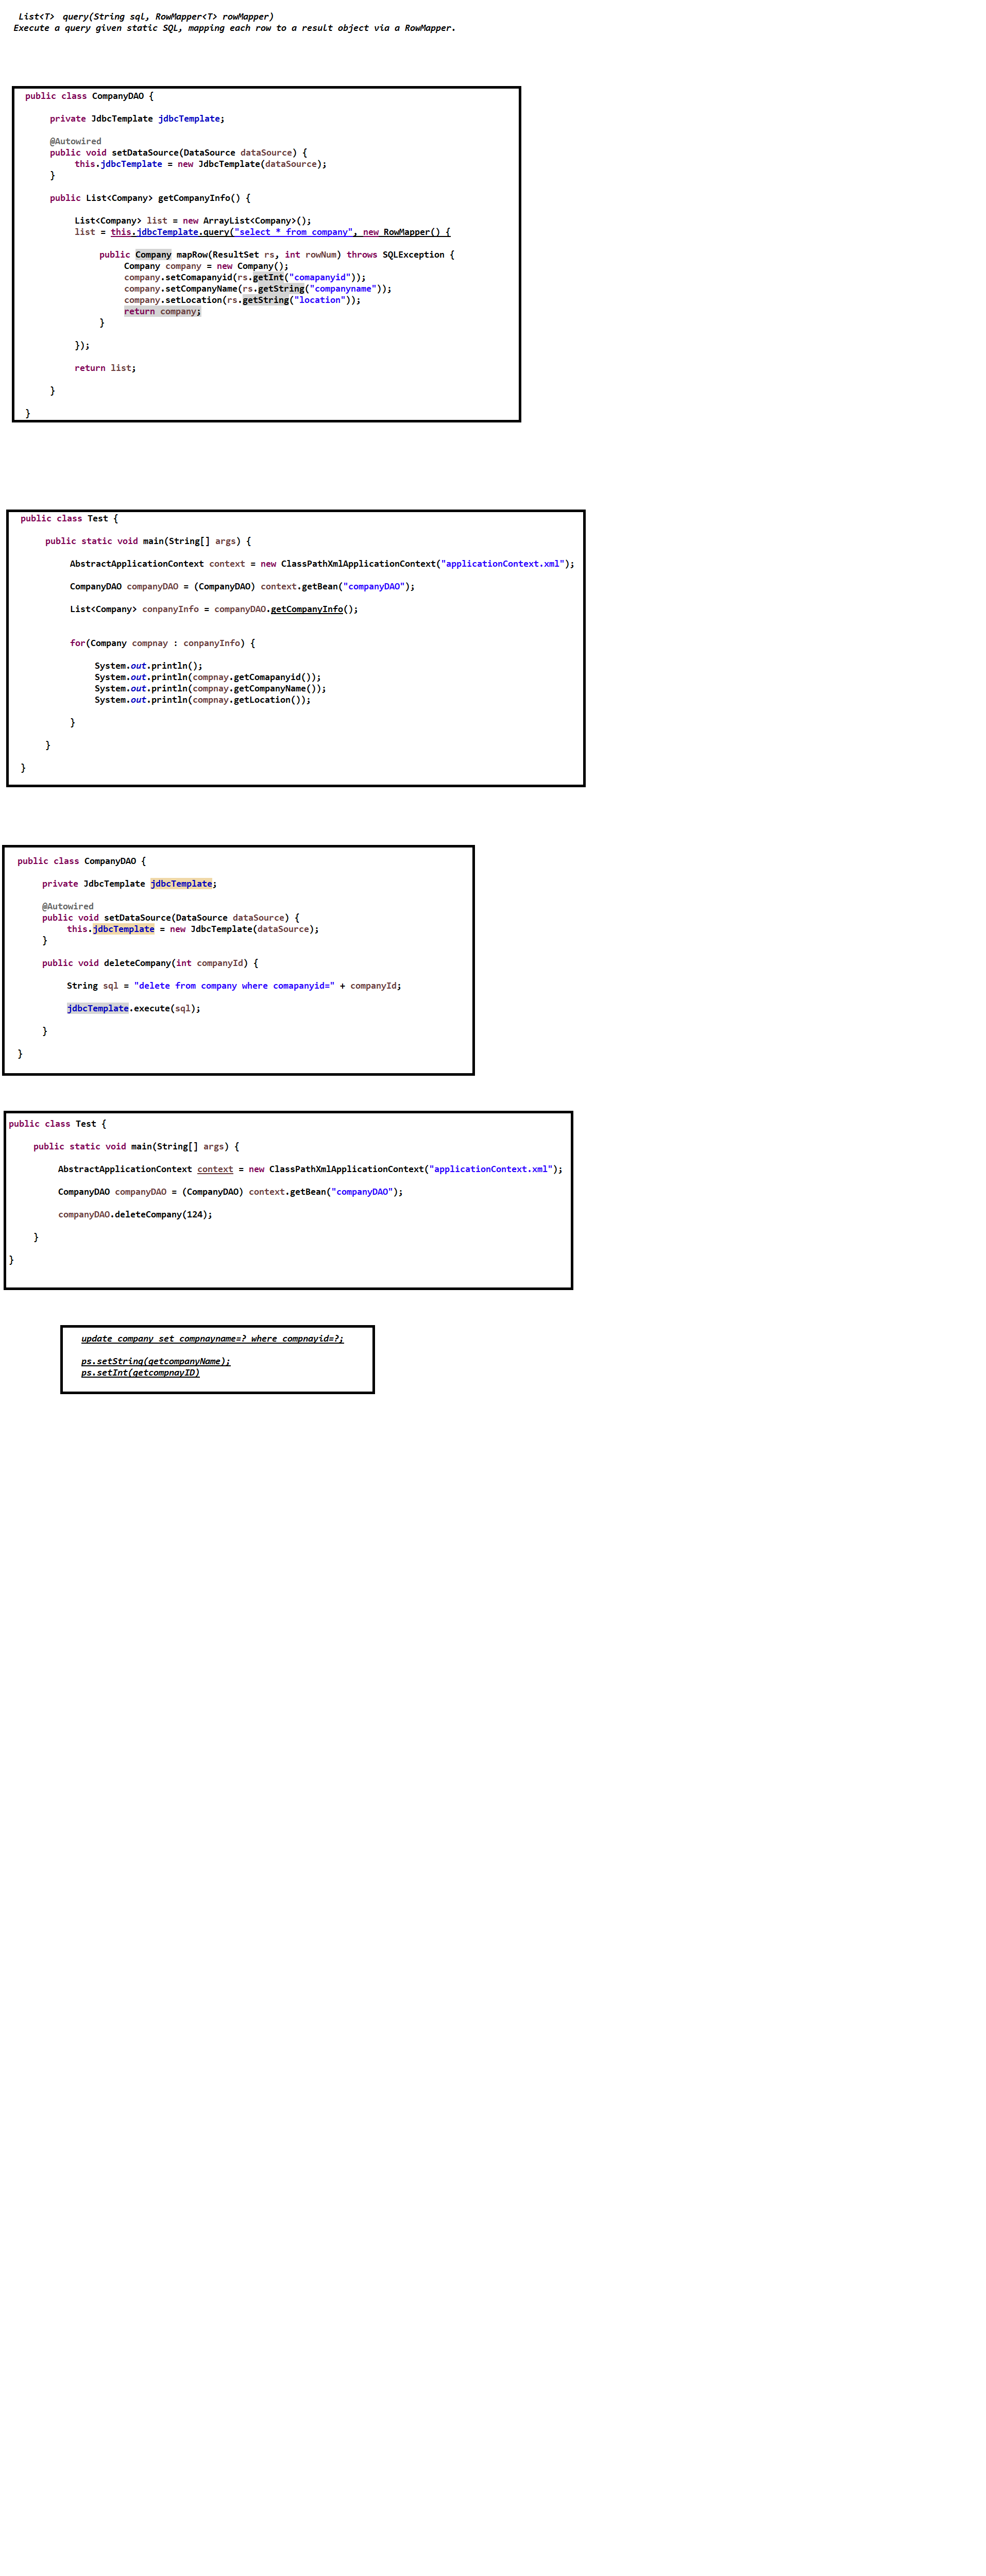 List<T> query(String sql, RowMapper<T> rowMapper)
Execute a query given static SQL, mapping each row to a result object via a RowMapper.
public class CompanyDAO {
private JdbcTemplate jdbcTemplate;
@Autowired
public void setDataSource(DataSource dataSource) {
this.jdbcTemplate = new JdbcTemplate(dataSource);
}
public List<Company> getCompanyInfo() {
List<Company> list = new ArrayList<Company>();
list = this.jdbcTemplate.query("select * from company", new RowMapper() {
public Company mapRow(ResultSet rs, int rowNum) throws SQLException {
Company company = new Company();
company.setComapanyid(rs.getInt("comapanyid"));
company.setCompanyName(rs.getString("companyname"));
company.setLocation(rs.getString("location"));
return company;
}
});
return list;
}
}
public class Test {
public static void main(String[] args) {
AbstractApplicationContext context = new ClassPathXmlApplicationContext("applicationContext.xml");
CompanyDAO companyDAO = (CompanyDAO) context.getBean("companyDAO");
List<Company> conpanyInfo = companyDAO.getCompanyInfo();
for(Company compnay : conpanyInfo) {
System.out.println();
System.out.println(compnay.getComapanyid());
System.out.println(compnay.getCompanyName());
System.out.println(compnay.getLocation());
}
}
}
public class CompanyDAO {
private JdbcTemplate jdbcTemplate;
@Autowired
public void setDataSource(DataSource dataSource) {
this.jdbcTemplate = new JdbcTemplate(dataSource);
}
public void deleteCompany(int companyId) {
String sql = "delete from company where comapanyid=" + companyId;
jdbcTemplate.execute(sql);
}
}
public class Test {
public static void main(String[] args) {
AbstractApplicationContext context = new ClassPathXmlApplicationContext("applicationContext.xml");
CompanyDAO companyDAO = (CompanyDAO) context.getBean("companyDAO");
companyDAO.deleteCompany(124);
}
}
update company set compnayname=? where compnayid=?;
ps.setString(getcompanyName);
ps.setInt(getcompnayID)